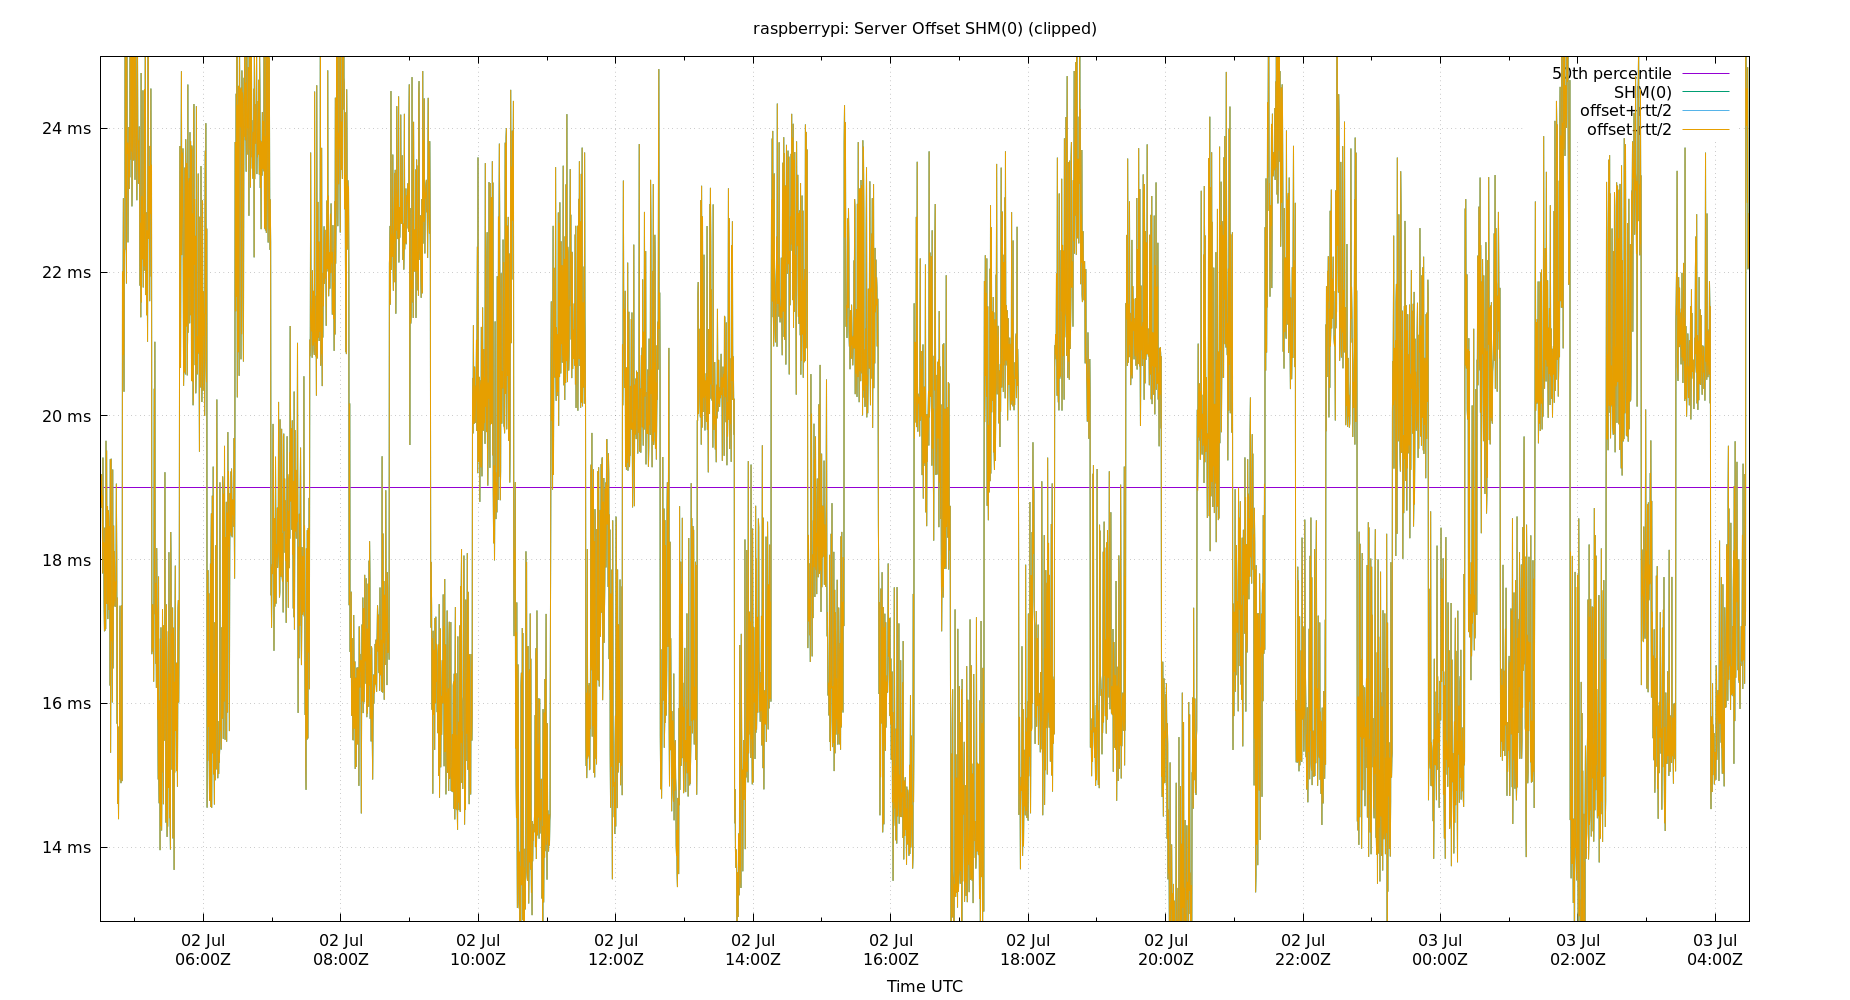 raspberrypi: Server Offset SHM(0) (clipped)
50th percentile
SHM(0)
offset+rtt/2
offset-rtt/2
24 ms
22 ms
20 ms
18 ms
16 ms
14 ms
02 Jul 02 Jul 02 Jul 02 Jul 02 Jul 02 Jul 02 Jul 02 Jul 02 Jul 03 Jul 03 Jul 03 Jul
06:00Z 08:00Z 10:00Z 12:00Z 14:00Z 16:00Z 18:00Z 20:00Z 22:00Z 00:00Z 02:00Z 04:00Z
Time UTC